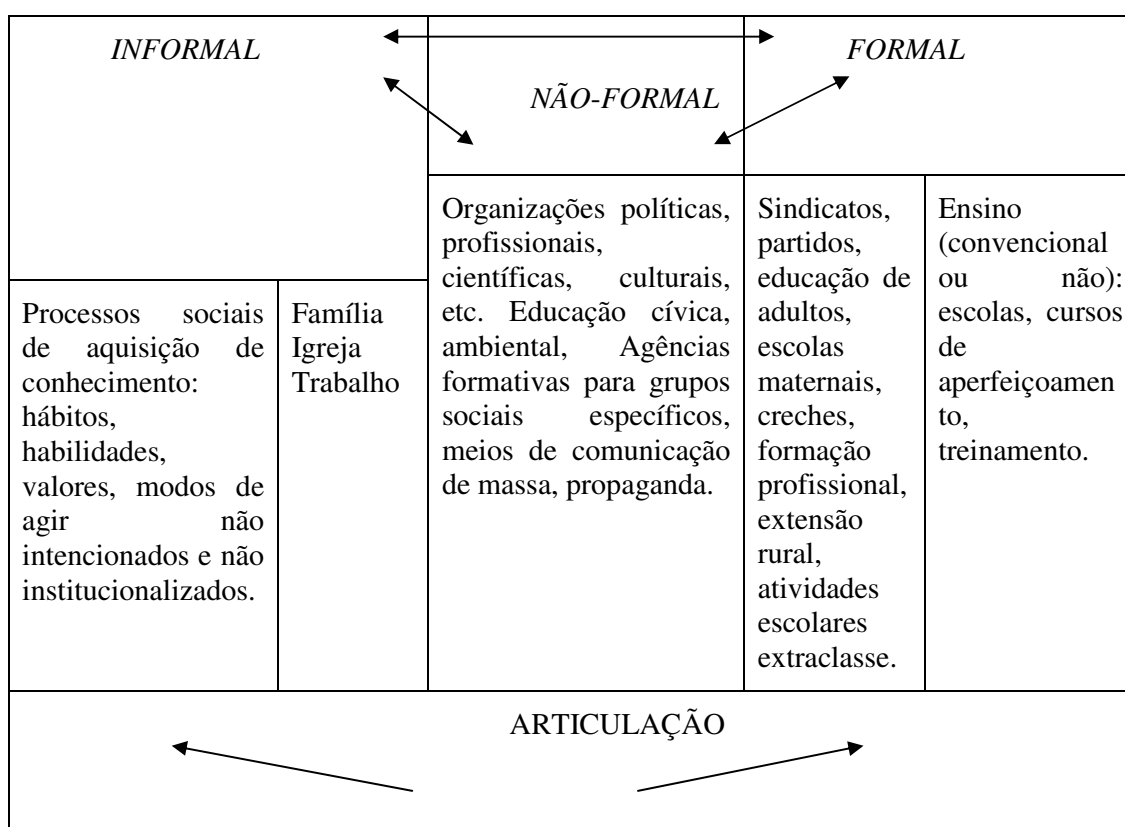 INFORMAL
FORMAL
NÃO-FORMAL
Processos sociais
de aquisição de
conhecimento:
hábitos,
habilidades,
valores, modos de
agir não
intencionados e não
institucionalizados.
Família
Igreja
Trabalho
Organizações políticas,
profissionais,
científicas, culturais,
etc. Educação cívica,
ambiental, Agências
formativas para grupos
sociais específicos,
meios de comunicação
de massa, propaganda.
Sindicatos,
partidos,
educação de
adultos,
escolas
maternais,
creches,
formação
profissional,
extensão
rural,
atividades
escolares
extraclasse.
Ensino
(convencional
ou não):
escolas, cursos
de
aperfeiçoamen
to,
treinamento.
ARTICULAÇÃO